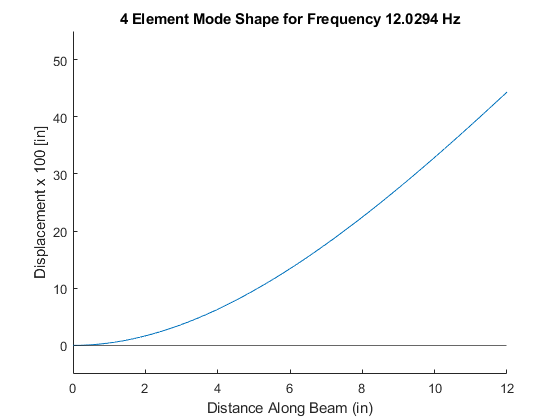 4 Element Mode Shape for Frequency 12.0294 Hz
Displacement x 100 [in]
50
40
30
20
10
0
0 2 4 6 8 10 12
Distance Along Beam (in)